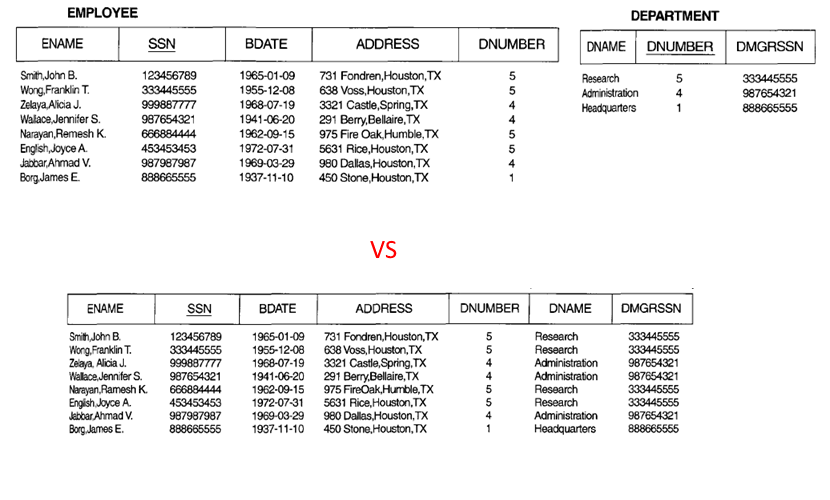 EMPLOYEE
ENAME SSN BDATE ADDRESS DNUMBER
Smith,John B. 123456789 1965-01-09 731 Fondren,Houston,TX 5
Wong,Franklin T. 333445555 1955-12-08 638 Voss,Houston,TX 5
Zelaya,Alicia J. 999887777 1968-07-19 3321 Castle,Spring,TX 4
Wallace,Jennifer S. 987654321 1941-06-20 291 Berry,Bellaire,TX 4
Narayan,Remesh K. 666884444 1962-09-15 975 Fire Oak,Humble,TX 5
English,Joyce A. 453453453 1972-07-31 5631 Rice,Houston,TX 5
Jabbar,Ahmad V. 987987987 1969-03-29 980 Dallas,Houston,TX 4
Borg,James E. 888665555 1937-11-10 450 Stone,Houston,TX 1
DEPARTMENT
DNAME DNUMBER DMGRSSN
Research 5 333445555
Administration 4 987654321
Headquarters 1 888665555
VS
ENAME SSN BDATE ADDRESS DNUMBER DNAME DMGRSSN
Smith,John B. 123456789 1965-01-09 731 Fondren,Houston,TX 5 Research 333445555
Wong,Franklin T. 333445555 1955-12-08 638 Voss,Houston,TX 5 Research 333445555
Zelaya, Alicia J. 999887777 1968-07-19 3321 Castle,Spring,TX 4 Administration 987654321
Wallace,Jennifer S. 987654321 1941-06-20 291 Berry,Bellaire,TX 4 Administration 987654321
Narayan,Ramesh K. 666884444 1962-09-15 975 FireOak,Humble,TX 5 Research 333445555
English,Joyce A. 453453453 1972-07-31 5631 Rice,Houston,TX 5 Research 333445555
Jabbar,Ahmad V. 987987987 1969-03-29 980 Dallas,Houston,TX 4 Administration 987654321
Borg,James E. 888665555 1937-11-10 450 Stone,Houston,TX 1 Headquarters 888665555